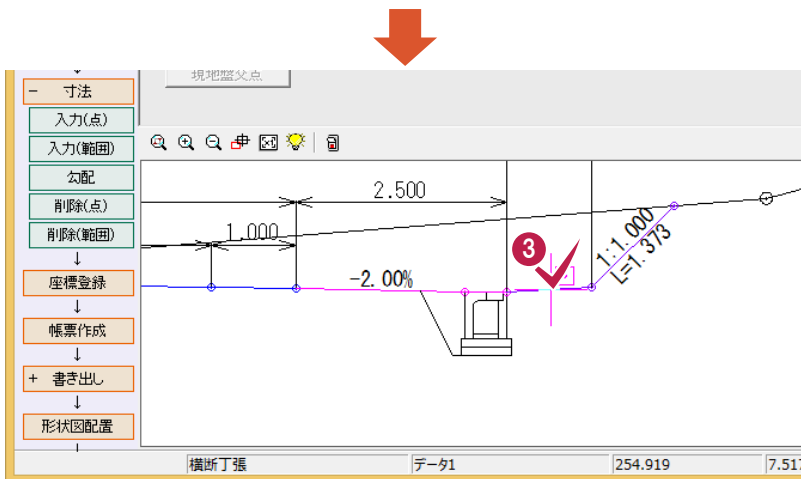 現地盤交点
－ 寸法
入力(点)
入力(範囲)
勾配
削除(点)
削除(範囲)
↓
座標登録
↓
帳票作成
↓
+ 書き出し
↓
形状図配置
2.500
1.000
-2.00%
3
1:1.000
L=1.373
横断丁張
データ1
254.919
7.517